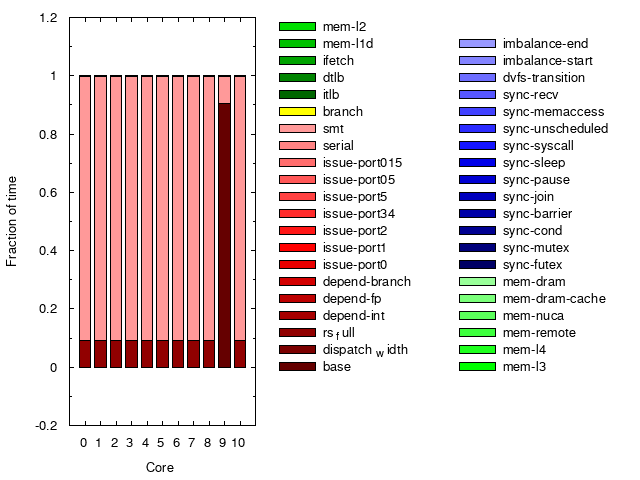 1.2
1
0.8
0.6
0.4
0.2
0
-0.2
Fraction of time
0 1 2 3 4 5 6 7 8 9 10
Core
mem-l2
mem-l1d
ifetch
dtlb
itlb
branch
smt
serial
issue-port015
issue-port05
issue-port5
issue-port34
issue-port2
issue-port1
issue-port0
depend-branch
depend-fp
depend-int
rs f ull
dispatch w idth
base
imbalance-end
imbalance-start
dvfs-transition
sync-recv
sync-memaccess
sync-unscheduled
sync-syscall
sync-sleep
sync-pause
sync-join
sync-barrier
sync-cond
sync-mutex
sync-futex
mem-dram
mem-dram-cache
mem-nuca
mem-remote
mem-l4
mem-l3